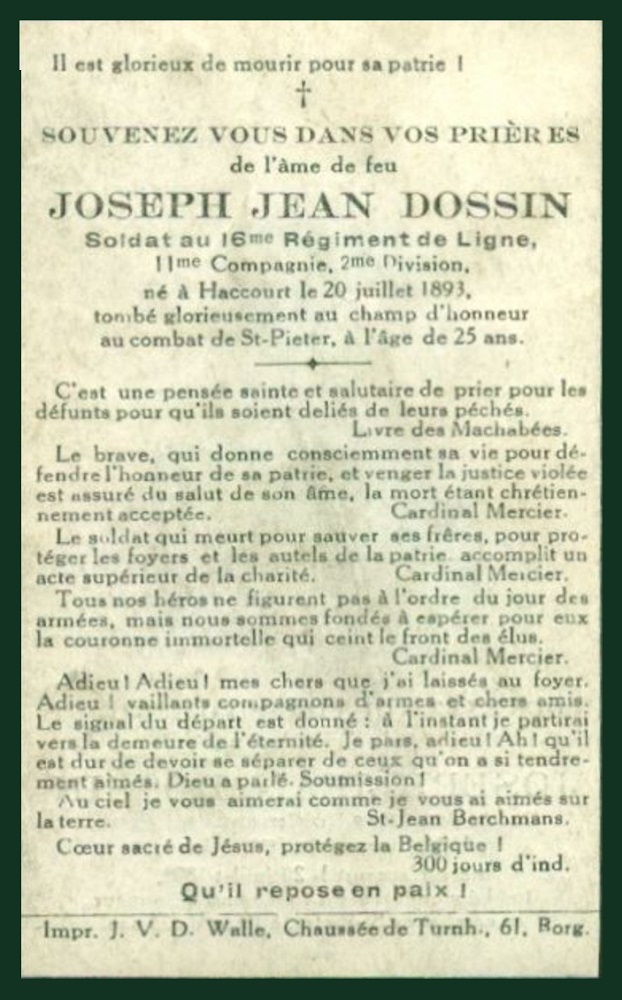 Il est glorieux de mourir pour sa patrie !
†
SOUVENEZ VOUS DANS VOS PRIÈRES
de l'âme de feu
JOSEPH JEAN DOSSIN
Soldat au 16me Régiment de Ligne,
11me Compagnie, 2me Division,
né à Haccourt le 20 juillet 1893,
tombé glorieusement au champ d'honneur
au combat de St-Pieter, à l'âge de 25 ans.
C'est une pensée sainte et salutaire de prier pour les
défunts pour qu'ils soient deliés de leurs péchés.
Livre des Machabées.
Le brave, qui donne consciemment sa vie pour dé-
fendre l'honneur de sa patrie, et venger la justice violée
est assuré du salut de son âme, la mort étant chrétien-
nement acceptée. Cardinal Mercier.
Le soldat qui meurt pour sauver ses frêres, pour pro-
téger les foyers et les autels de la patrie accomplit un
acte supérieur de la charité. Cardinal Mercier.
Tous nos héros ne figurent pas à l'ordre du jour des
armées, mais nous sommes fondés à espérer pour eux
la couronne immortelle qui ceint le front des élus.
Cardinal Mercier.
Adieu ! Adieu ! mes chers que j'ai laissés au foyer.
Adieu ! vaillants compagnons d'armes et chers amis.
Le signal du départ est donné : à l'instant je partirai
vers la demeure de l'éternité. Je pars, adieu ! Ah ! qu'il
est dur de devoir se séparer de ceux qu'on a si tendre-
ment aimés. Dieu a parlé. Soumission !
Au ciel je vous aimerai comme je vous ai aimés sur
la terre. St-Jean Berchmans.
Cœur sacré de Jésus, protégez la Belgique !
300 jours d'ind.
Qu'il repose en paix !
Impr. J. V. D. Walle, Chaussée de Turnh., 61, Borg.